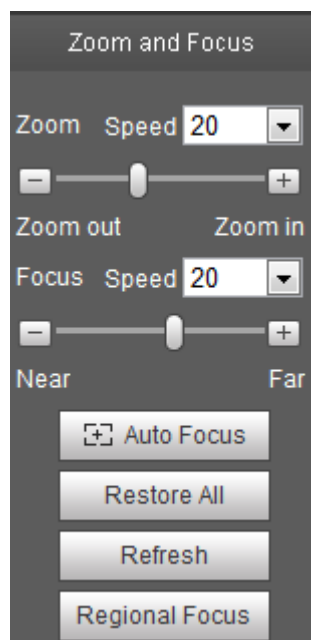 Zoom and Focus
Zoom Speed 20
Zoom out Zoom in
Focus Speed 20
Near Far
Auto Focus
Restore All
Refresh
Regional Focus